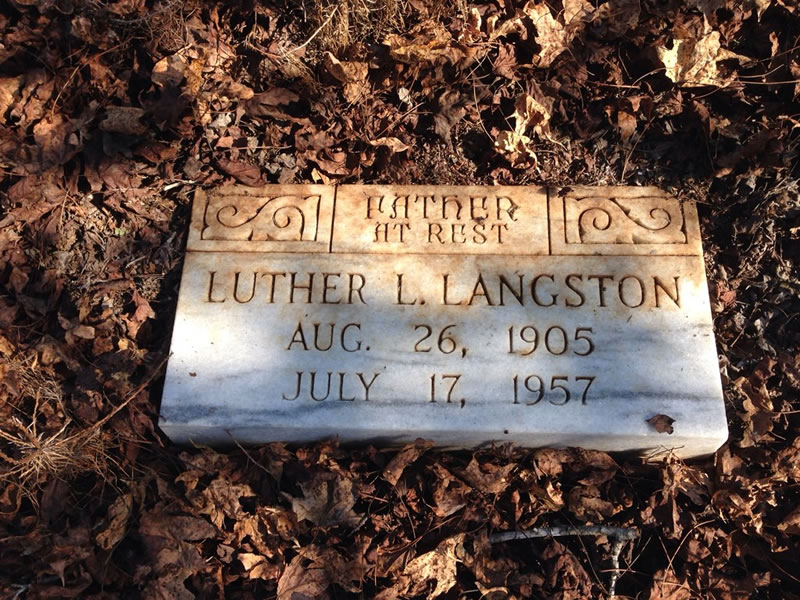 FATHER
AT REST
LUTHER L. LANGSTON
AUG. 26, 1905
JULY 17, 1957